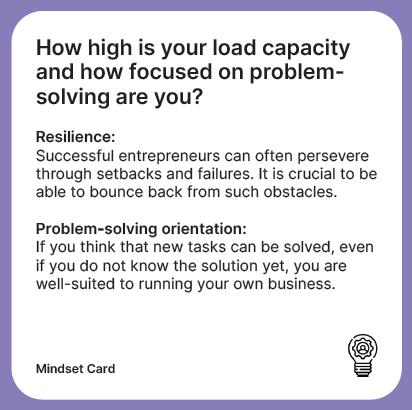 How high is your load capacity
and how focused on problem-
solving are you?
Resilience:
Successful entrepreneurs can often persevere
through setbacks and failures. It is crucial to be
able to bounce back from such obstacles.
Problem-solving orientation:
If you think that new tasks can be solved, even
if you do not know the solution yet, you are
well-suited to running your own business.
Mindset Card